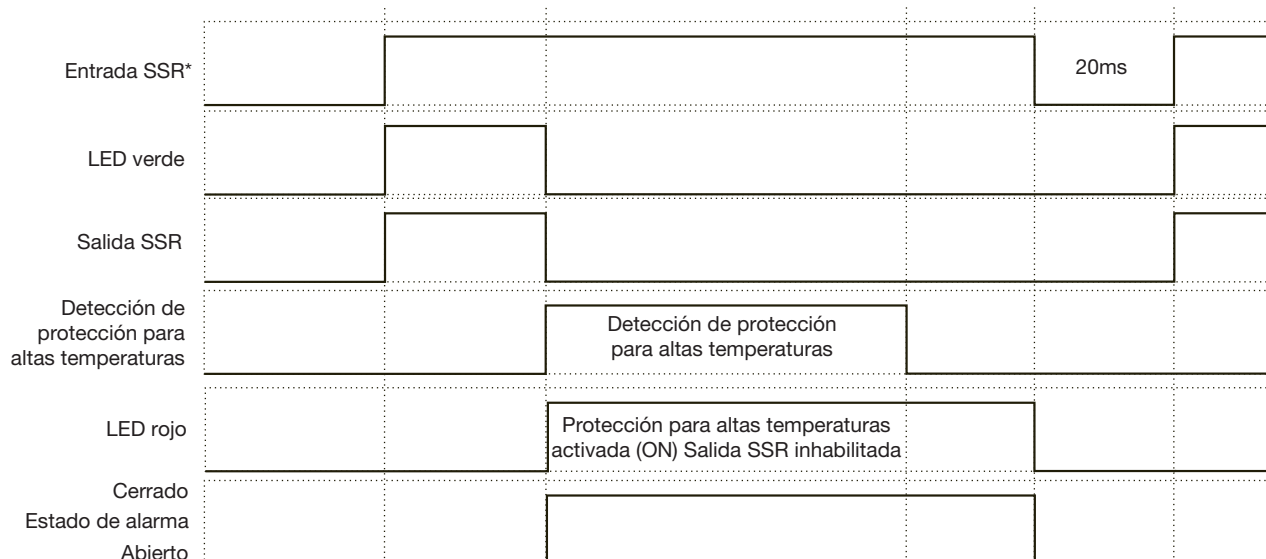 Entrada SSR*
20ms
LED verde
Salida SSR
Detección de
protección para
altas temperaturas
Detección de protección
para altas temperaturas
LED rojo
Protección para altas temperaturas
activada (ON) Salida SSR inhabilitada
Cerrado
Estado de alarma
Abierto